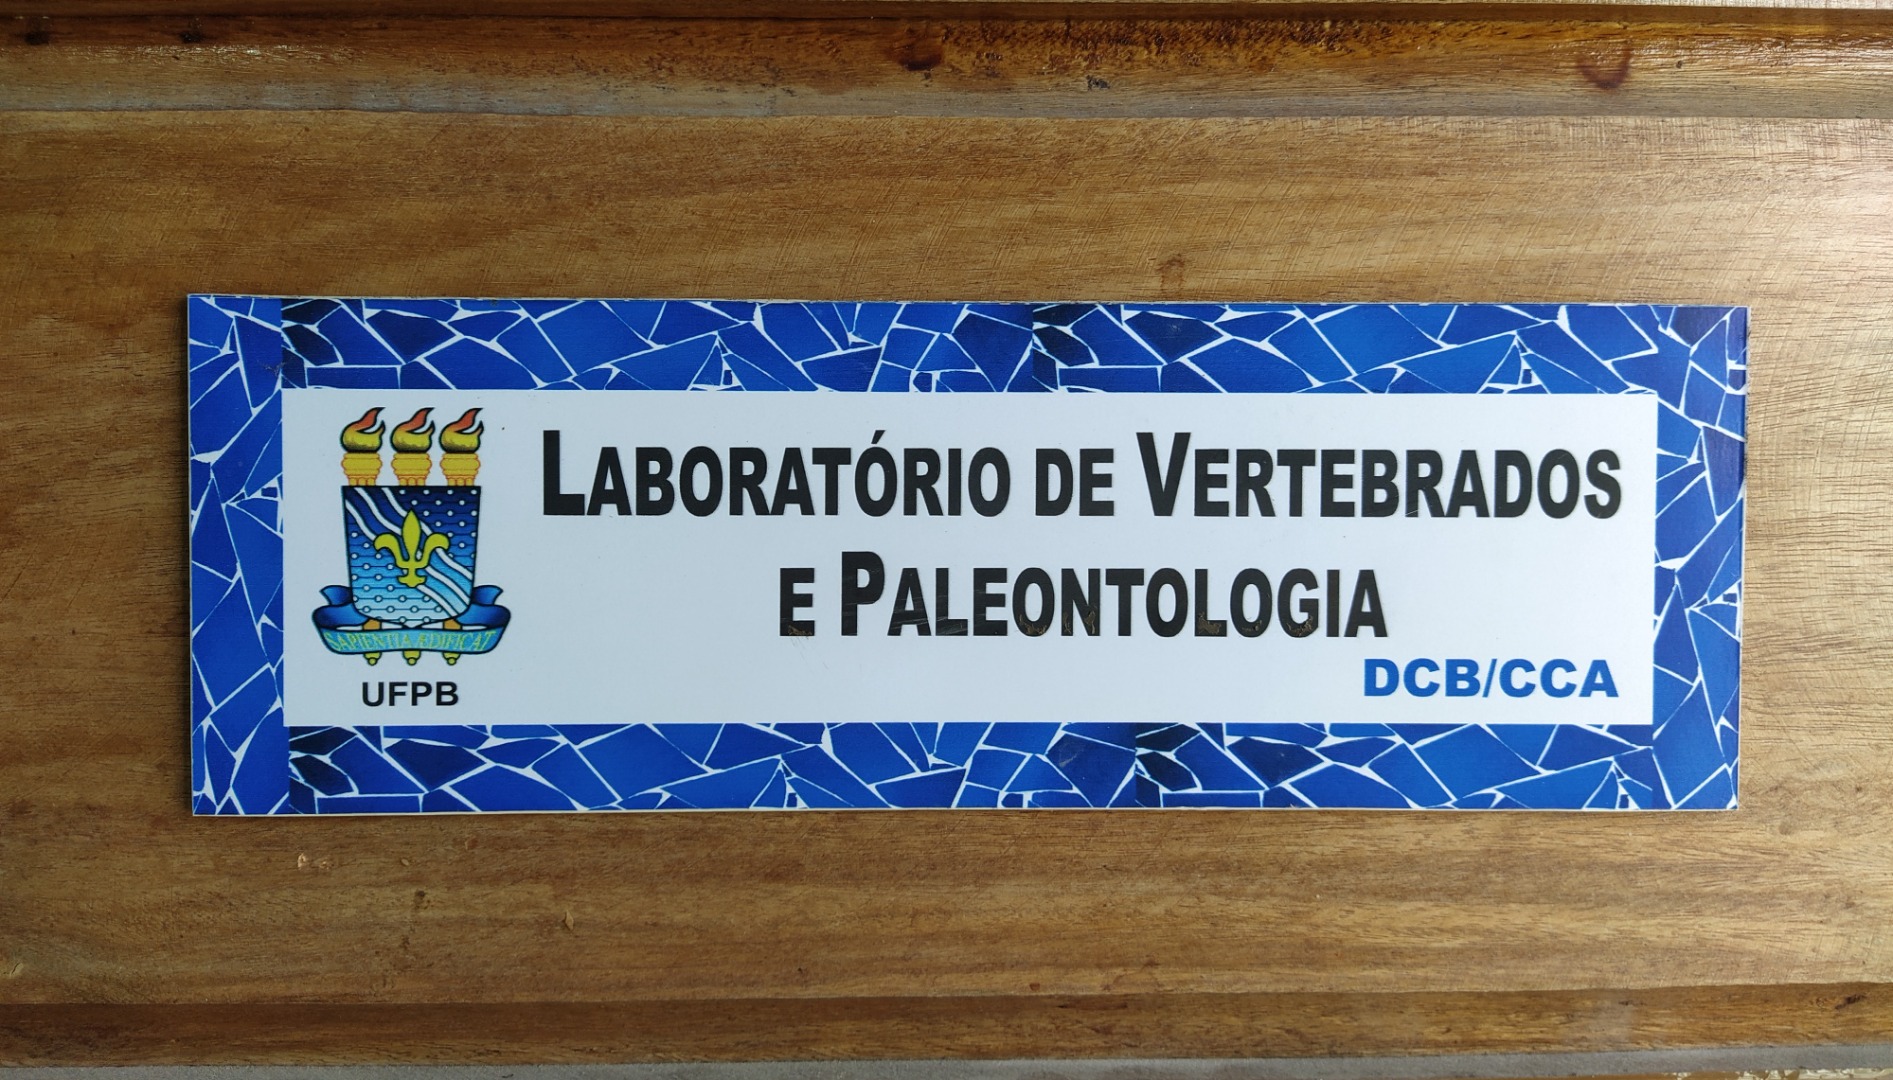 LABORATÓRIO DE VERTEBRADOS
E PALEONTOLOGIA
DCB/CCA
SAPIENTIA ÆDIFICAT
UFPB